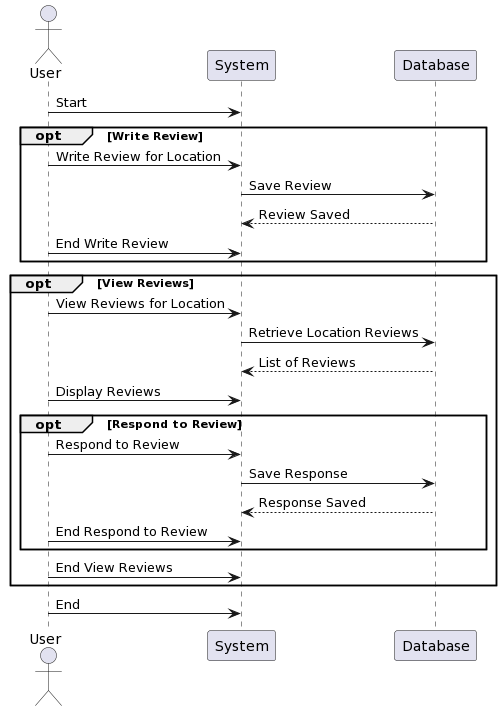 User
System
Database
Start
opt [Write Review]
Write Review for Location
Save Review
Review Saved
End Write Review
opt [View Reviews]
View Reviews for Location
Retrieve Location Reviews
List of Reviews
Display Reviews
opt [Respond to Review]
Respond to Review
Save Response
Response Saved
End Respond to Review
End View Reviews
End
User
System
Database